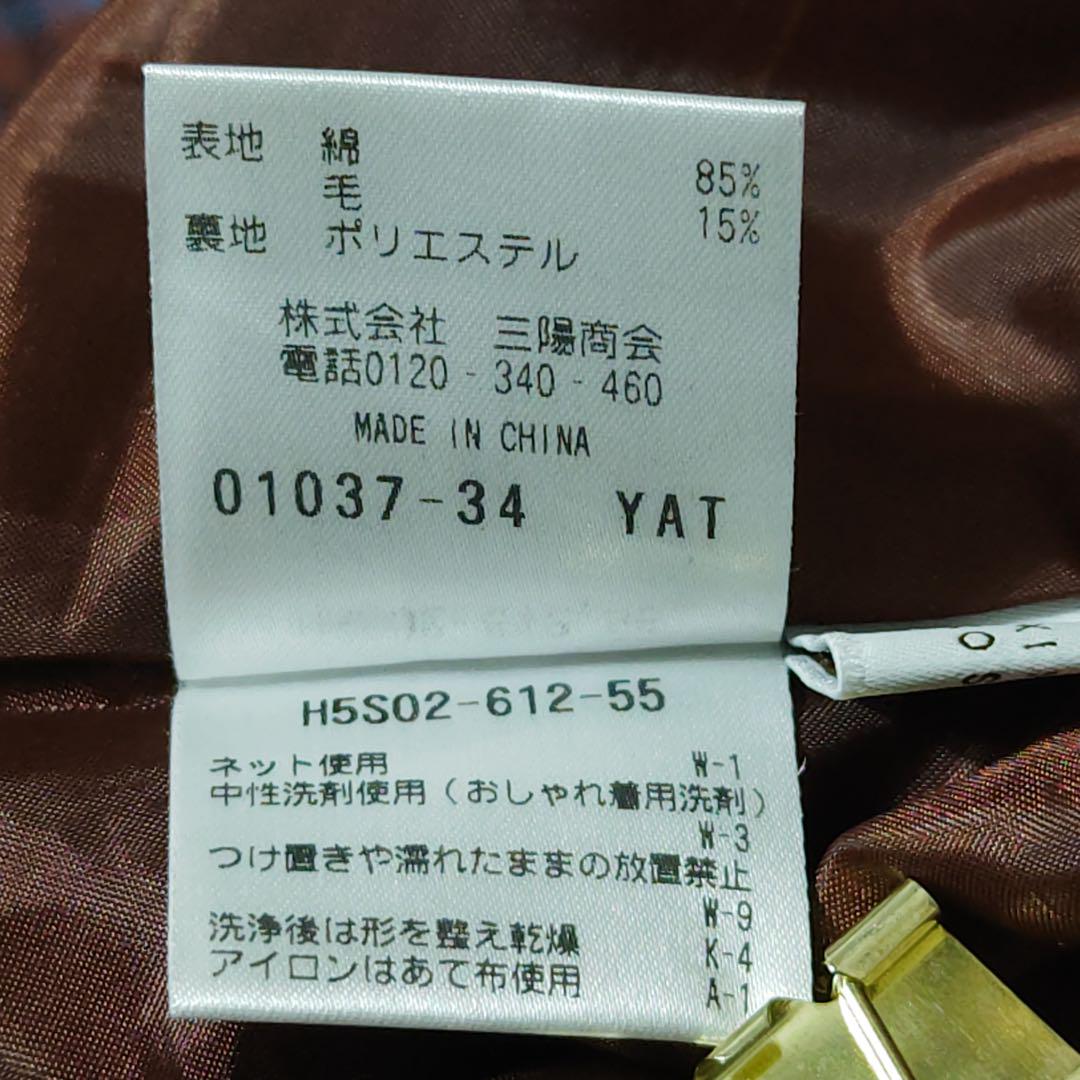 表地 綿 85%
毛 15%
裏地 ポリエステル
株式会社 三陽商会
電話0120-340-460
MADE IN CHINA
01037-34 YAT
H5S02-612-55
ネット使用 W-1
中性洗剤使用(おしゃれ着用洗剤)
W-3
つけ置きや濡れたままの放置禁止
W-9
洗浄後は形を整え乾燥 K-4
アイロンはあて布使用 A-1